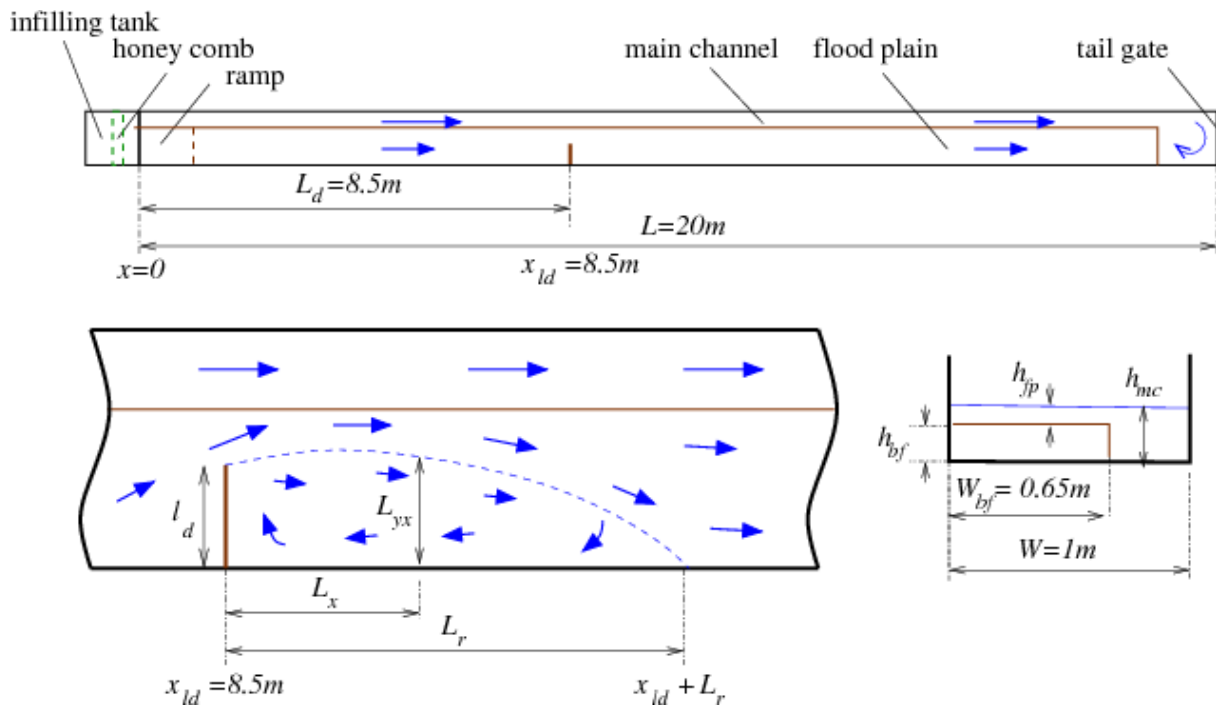 infilling tank
honey comb
ramp
main channel
flood plain
tail gate
L_d =8.5m
L=20m
x=0
x_ld =8.5m
l_d
L_yx
L_x
L_r
x_ld =8.5m
x_ld + L_r
h_fp
h_mc
h_bf
W_bf = 0.65m
W=1m